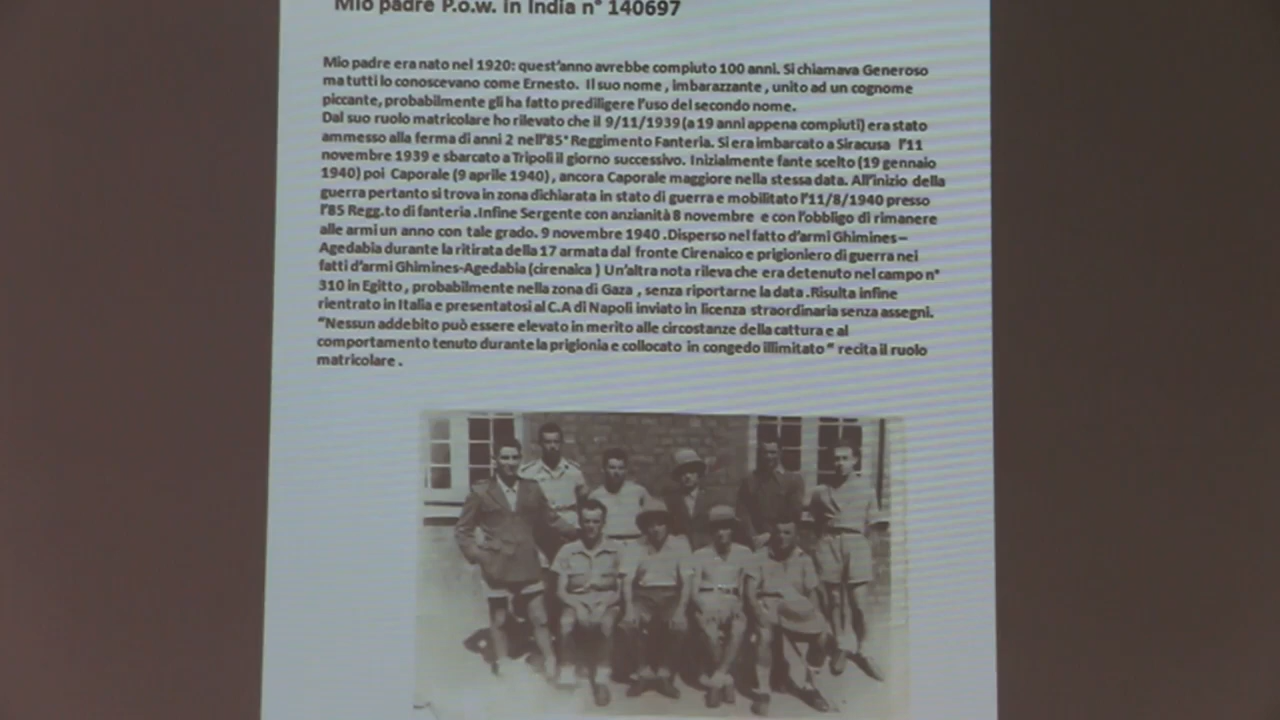 Mio padre P.o.w. in India n° 140697
Mio padre era nato nel 1920: quest'anno avrebbe compiuto 100 anni. Si chiamava Generoso
ma tutti lo conoscevano come Ernesto. Il suo nome , imbarazzante , unito ad un cognome
piccante, probabilmente gli ha fatto prediligere l'uso del secondo nome.
Dal suo ruolo matricolare ho rilevato che il 9/11/1939 (a 19 anni appena compiuti) era stato
ammesso alla ferma di anni 2 nell'85° Reggimento Fanteria. Si era imbarcato a Siracusa l'11
novembre 1939 e sbarcato a Tripoli il giorno successivo. Inizialmente fante scelto (19 gennaio
1940) poi Caporale (9 aprile 1940) , ancora Caporale maggiore nella stessa data. All'inizio della
guerra pertanto si trova in zona dichiarata in stato di guerra e mobilitato l'11/8/1940 presso
l'85 Regg.to di fanteria .Infine Sergente con anzianità 8 novembre e con l'obbligo di rimanere
alle armi un anno con tale grado. 9 novembre 1940 .Disperso nel fatto d'armi Ghimines–
Agedabia durante la ritirata della 17 armata dal fronte Cirenaico e prigioniero di guerra nei
fatti d'armi Ghimines-Agedabia (cirenaica ) Un'altra nota rileva che era detenuto nel campo n°
310 in Egitto , probabilmente nella zona di Gaza , senza riportarne la data .Risulta infine
rientrato in Italia e presentatosi al C.A di Napoli inviato in licenza straordinaria senza assegni.
“Nessun addebito può essere elevato in merito alle circostanze della cattura e al
comportamento tenuto durante la prigionia e collocato in congedo illimitato ” recita il ruolo
matricolare .